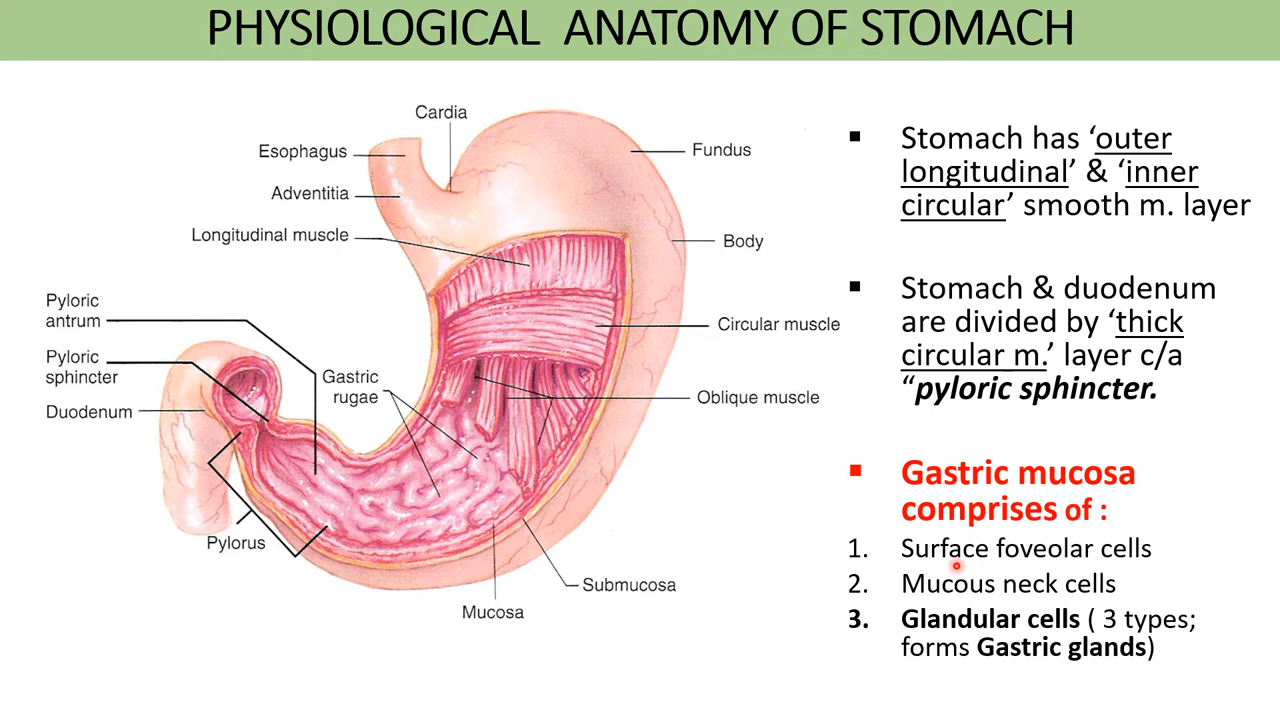 PHYSIOLOGICAL ANATOMY OF STOMACH
Cardia
Esophagus
Fundus
Adventitia
Longitudinal muscle
Body
Pyloric
antrum
Circular muscle
Pyloric
sphincter
Gastric
rugae
Duodenum
Oblique muscle
Pylorus
Submucosa
Mucosa
▪ Stomach has ‘outer
longitudinal’ & ‘inner
circular’ smooth m. layer
▪ Stomach & duodenum
are divided by ‘thick
circular m.’ layer c/a
“pyloric sphincter.
▪ Gastric mucosa
comprises of :
1. Surface foveolar cells
2. Mucous neck cells
3. Glandular cells ( 3 types;
forms Gastric glands)